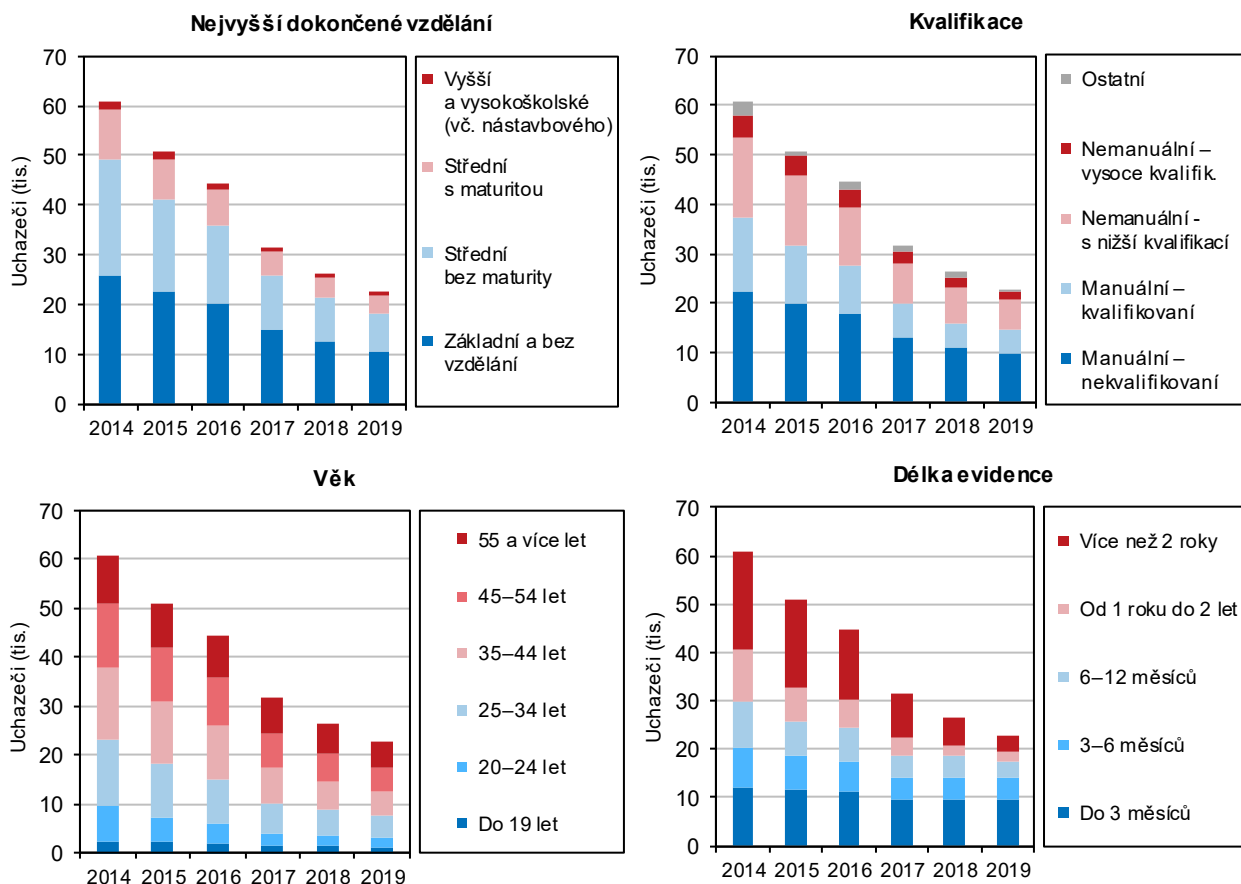 Nejvyšší dokončené vzdělání
Uchazeči (tis.)
70
60
50
40
30
20
10
0
2014 2015 2016 2017 2018 2019
Vyšší
a vysokoškolské
(vč. nástavbového)
Střední
s maturitou
Střední
bez maturity
Základní a bez
vzdělání
Kvalifikace
Uchazeči (tis.)
70
60
50
40
30
20
10
0
2014 2015 2016 2017 2018 2019
Ostatní
Nemanuální –
vysoce kvalifik.
Nemanuální -
s nižší kvalifikací
Manuální –
kvalifikovaní
Manuální –
nekvalifikovaní
Věk
Uchazeči (tis.)
70
60
50
40
30
20
10
0
2014 2015 2016 2017 2018 2019
55 a více let
45–54 let
35–44 let
25–34 let
20–24 let
Do 19 let
Délka evidence
Uchazeči (tis.)
70
60
50
40
30
20
10
0
2014 2015 2016 2017 2018 2019
Více než 2 roky
Od 1 roku do 2 let
6–12 měsíců
3–6 měsíců
Do 3 měsíců